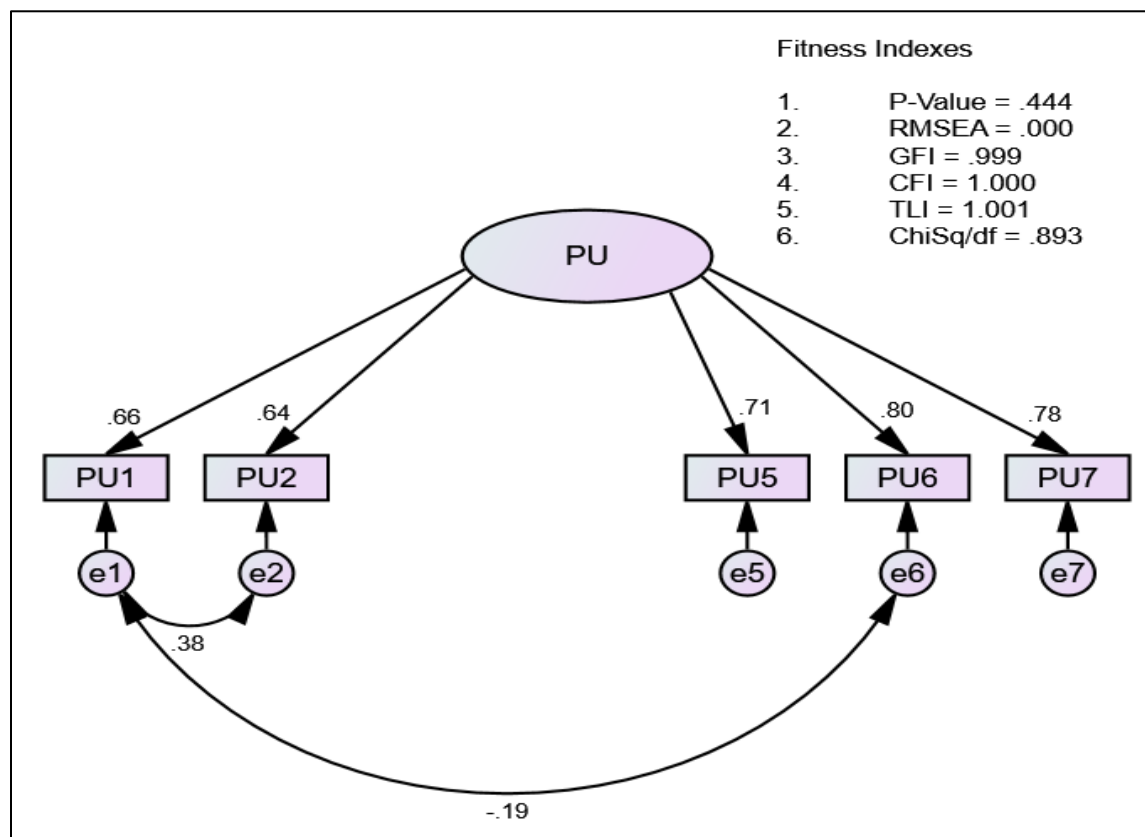 Fitness Indexes
1. P-Value = .444
2. RMSEA = .000
3. GFI = .999
4. CFI = 1.000
5. TLI = 1.001
6. ChiSq/df = .893
PU
.66 .64 .71 .80 .78
PU1 PU2 PU5 PU6 PU7
e1 e2 e5 e6 e7
.38
-.19